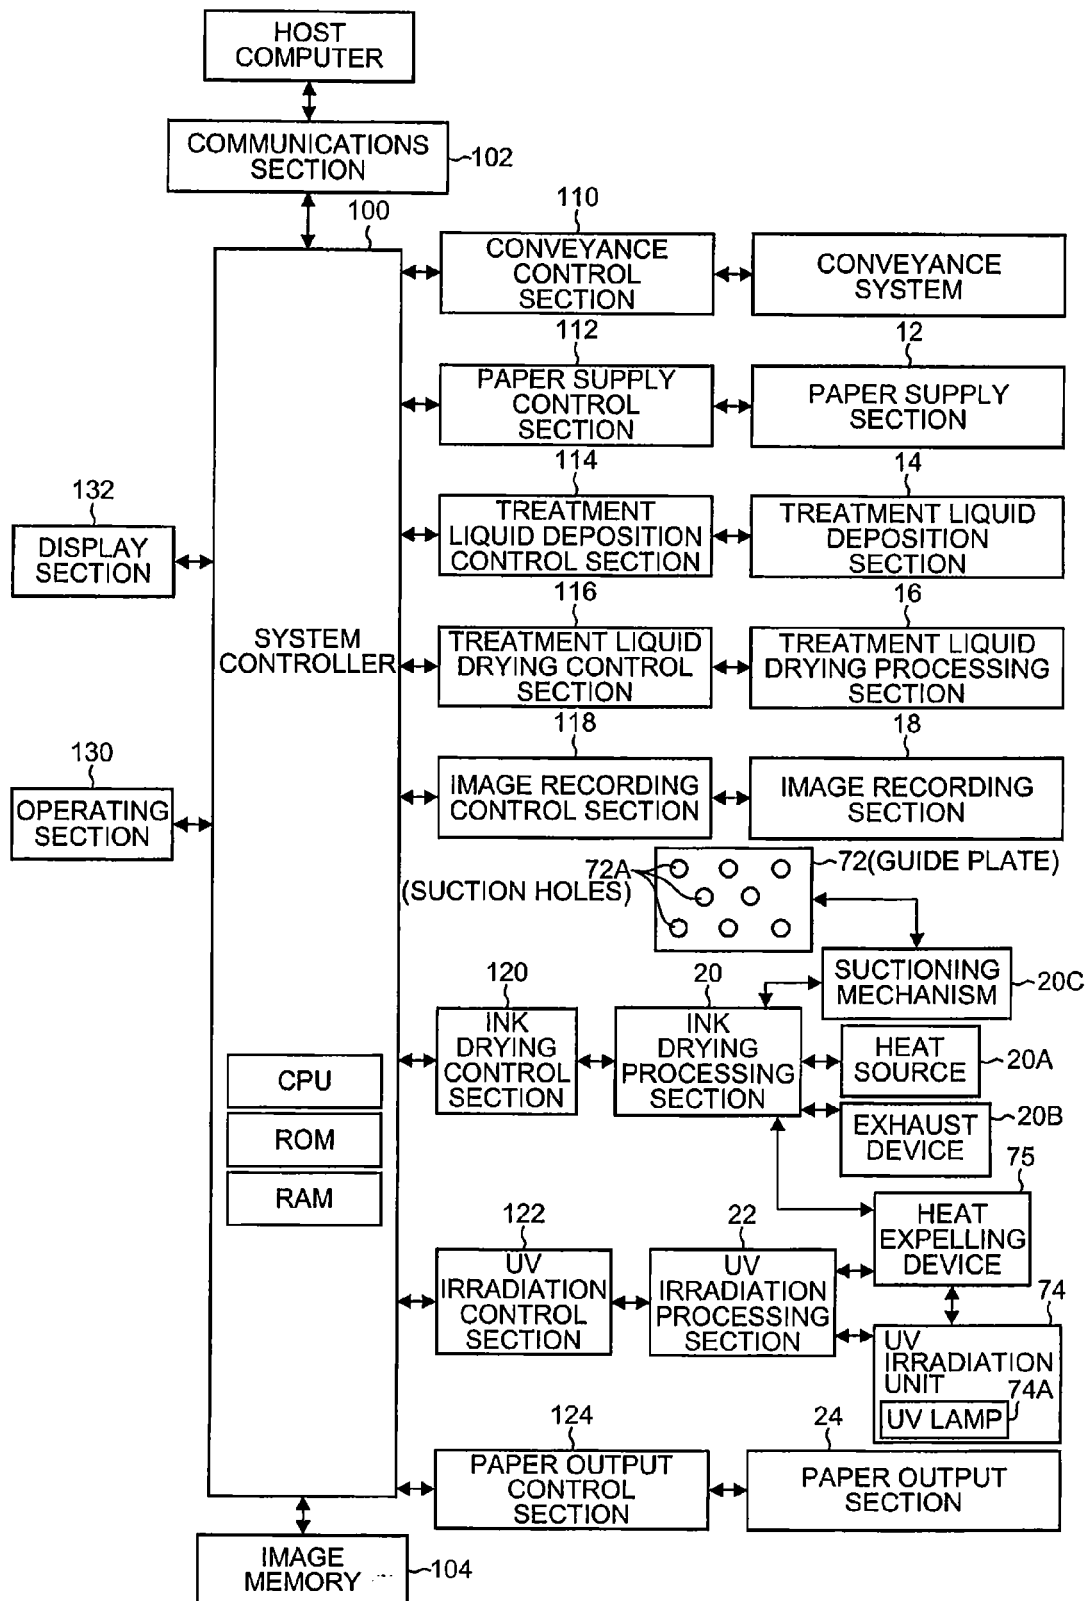 HOST
COMPUTER
COMMUNICATIONS
SECTION
102
100
110
CONVEYANCE
CONTROL
SECTION
CONVEYANCE
SYSTEM
112
12
PAPER SUPPLY
CONTROL
SECTION
PAPER SUPPLY
SECTION
114
14
TREATMENT
LIQUID DEPOSITION
CONTROL SECTION
TREATMENT LIQUID
DEPOSITION
SECTION
132
DISPLAY
SECTION
116
16
SYSTEM
CONTROLLER
TREATMENT LIQUID
DRYING CONTROL
SECTION
TREATMENT LIQUID
DRYING PROCESSING
SECTION
118
18
130
OPERATING
SECTION
IMAGE RECORDING
CONTROL SECTION
IMAGE RECORDING
SECTION
72A
(SUCTION HOLES)
72(GUIDE PLATE)
SUCTIONING
MECHANISM
20C
120
20
INK
DRYING
CONTROL
SECTION
INK
DRYING
PROCESSING
SECTION
HEAT
SOURCE
20A
EXHAUST
DEVICE
20B
CPU
ROM
RAM
75
HEAT
EXPELLING
DEVICE
122
22
UV
IRRADIATION
CONTROL
SECTION
UV
IRRADIATION
PROCESSING
SECTION
74
UV
IRRADIATION
UNIT
74A
UV LAMP
124
24
PAPER OUTPUT
CONTROL
SECTION
PAPER OUTPUT
SECTION
IMAGE
MEMORY
104